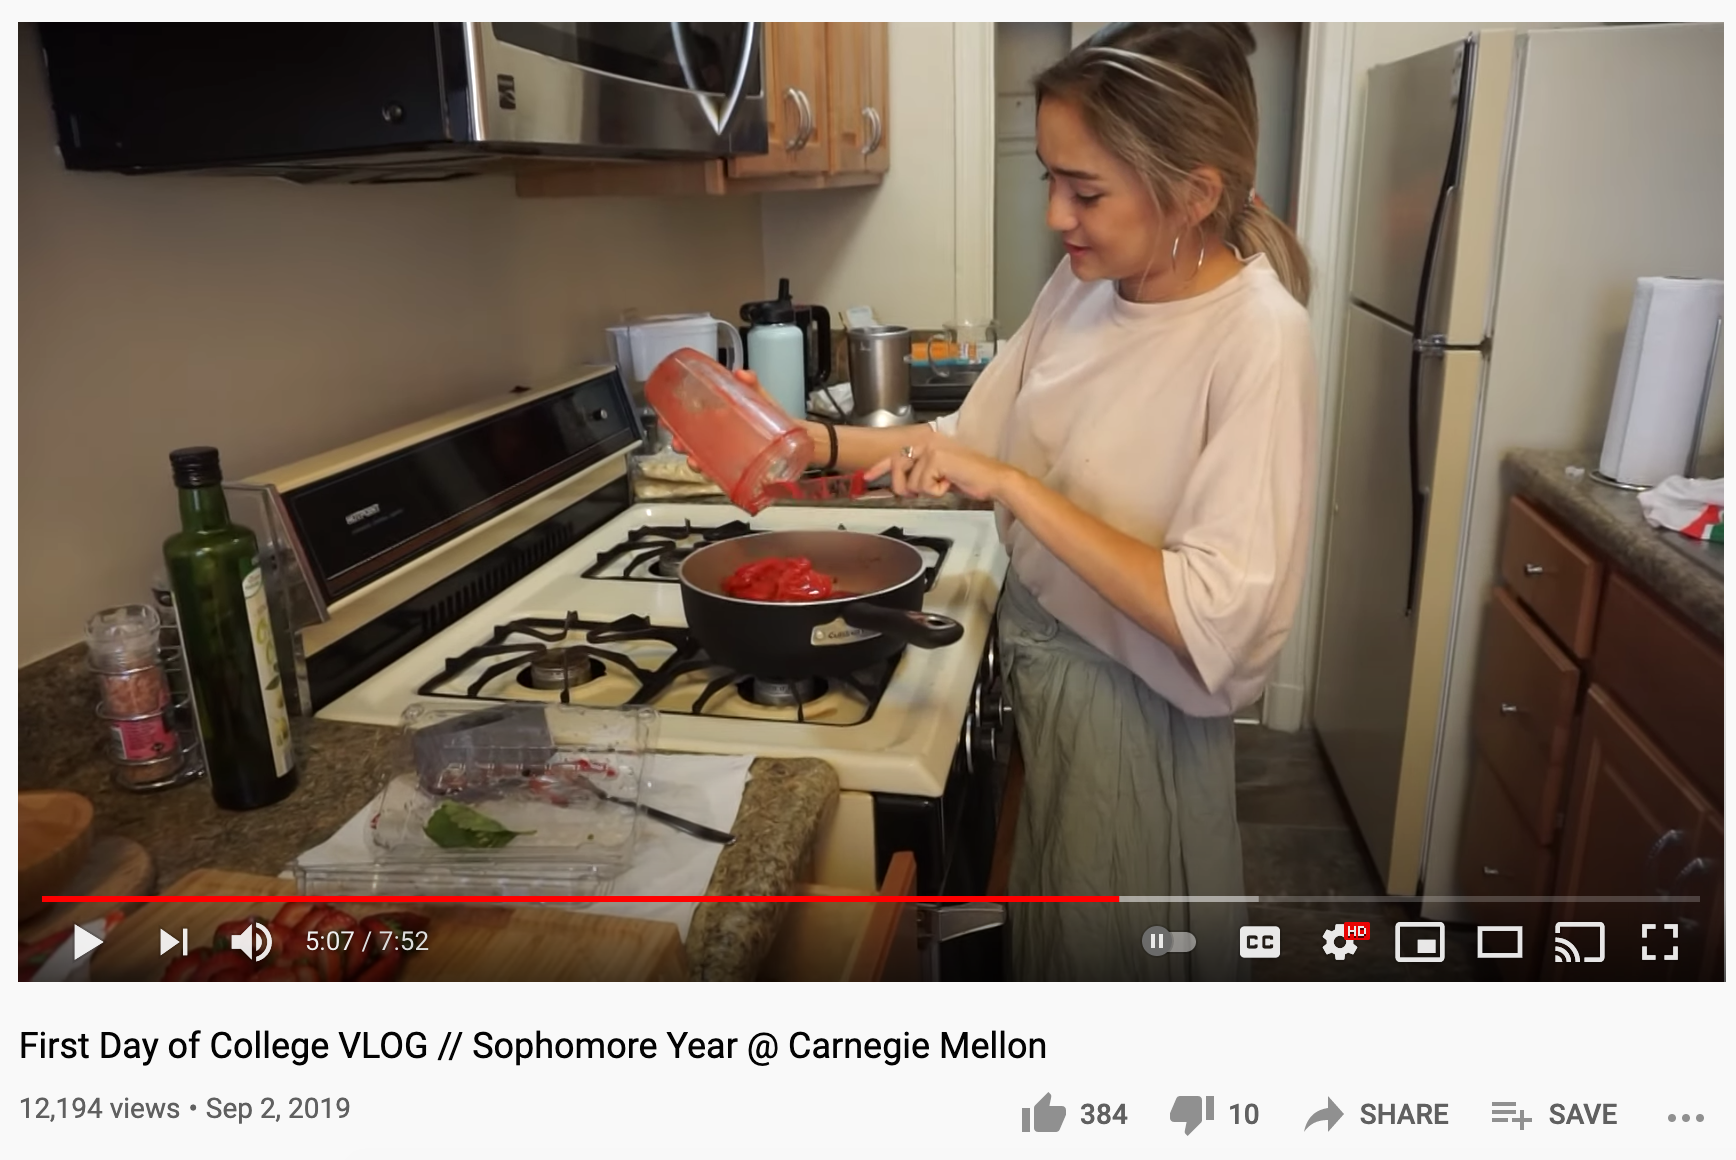 HOTPOINT
5:07 / 7:52
CC
HD
First Day of College VLOG // Sophomore Year @ Carnegie Mellon
12,194 views • Sep 2, 2019
384
10
SHARE
SAVE